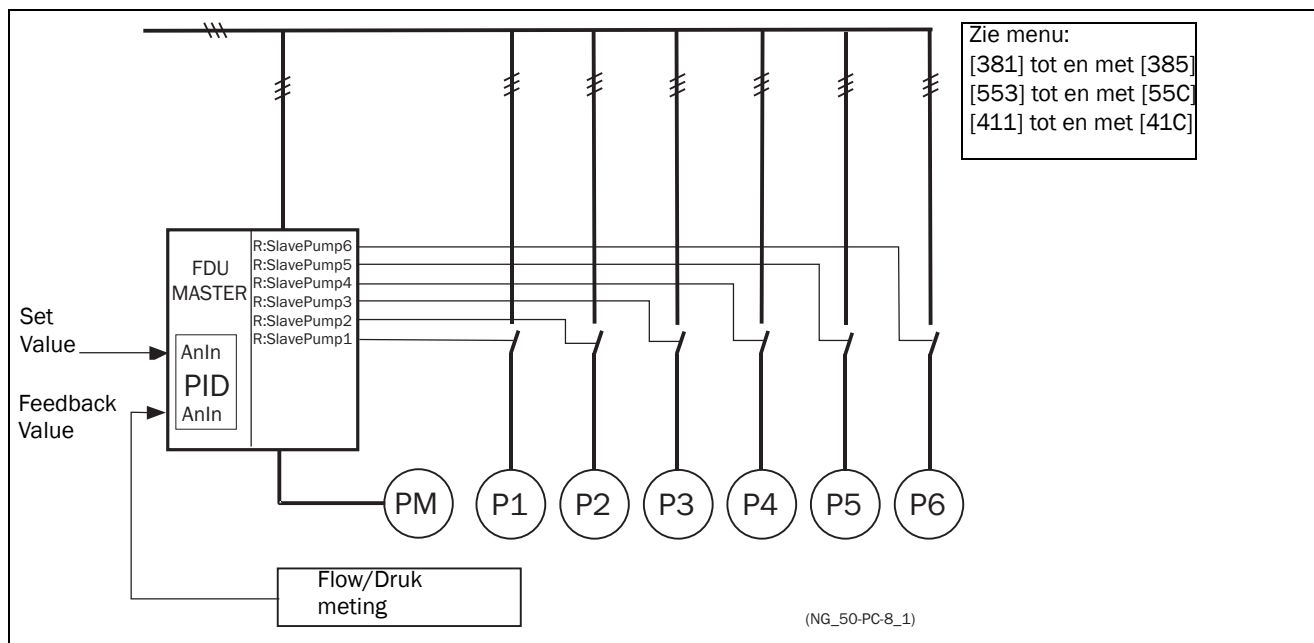 Zie menu:
[381] tot en met [385]
[553] tot en met [55C]
[411] tot en met [41C]
FDU
MASTER
R:SlavePump6
R:SlavePump5
R:SlavePump4
R:SlavePump3
R:SlavePump2
R:SlavePump1
Set
Value
AnIn
PID
AnIn
Feedback
Value
PM
P1
P2
P3
P4
P5
P6
Flow/Druk
meting
(NG_50-PC-8_1)